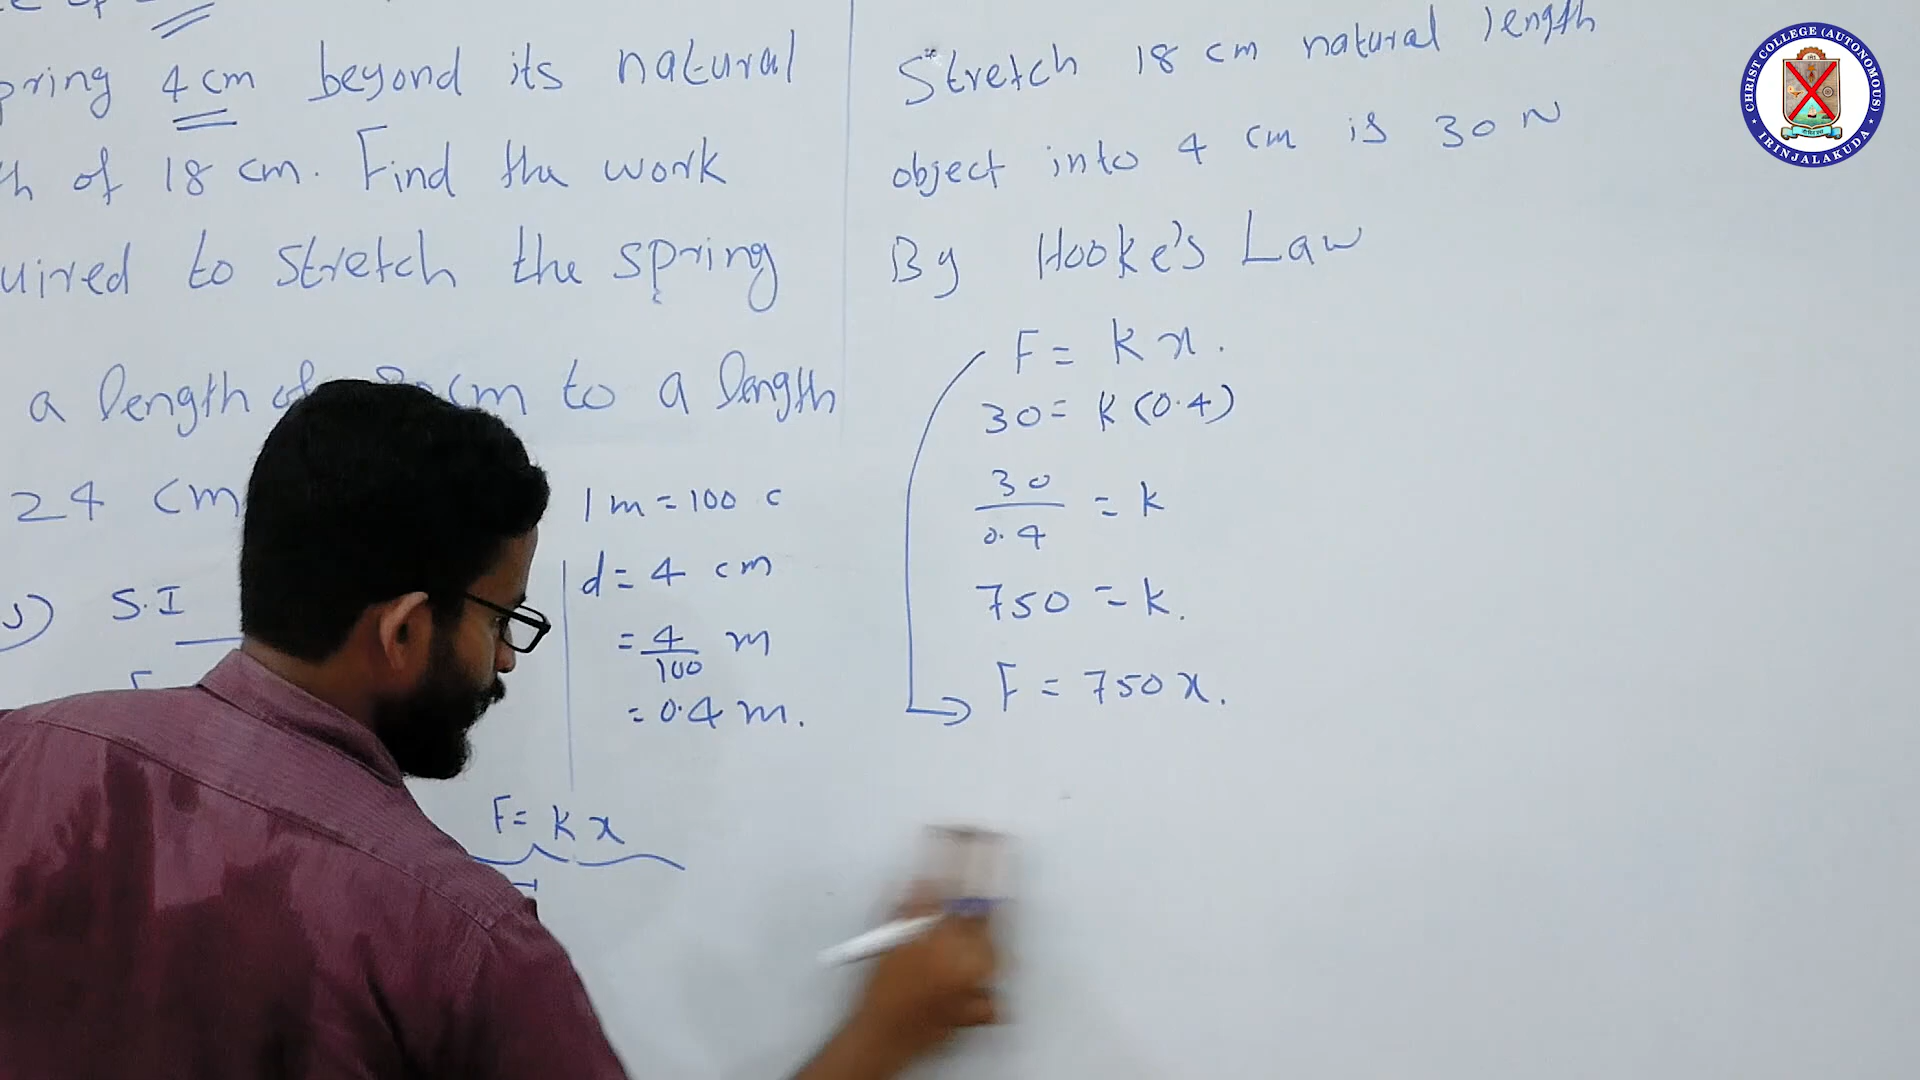 pring 4 cm beyond its natural
h of 18 cm. Find the work
uired to stretch the spring
a length of cm to a length
24 cm
S.I
1 m = 100 c
d = 4 cm
= 4/100 m
= 0.4 m.
F = k x
Stretch 18 cm natural length
object into 4 cm is 30 N
By Hooke's Law
F = k x.
30 = k (0.4)
30/0.4 = k
750 = k.
F = 750 x.
CHRIST COLLEGE (AUTONOMOUS)
IRINJALAKUDA